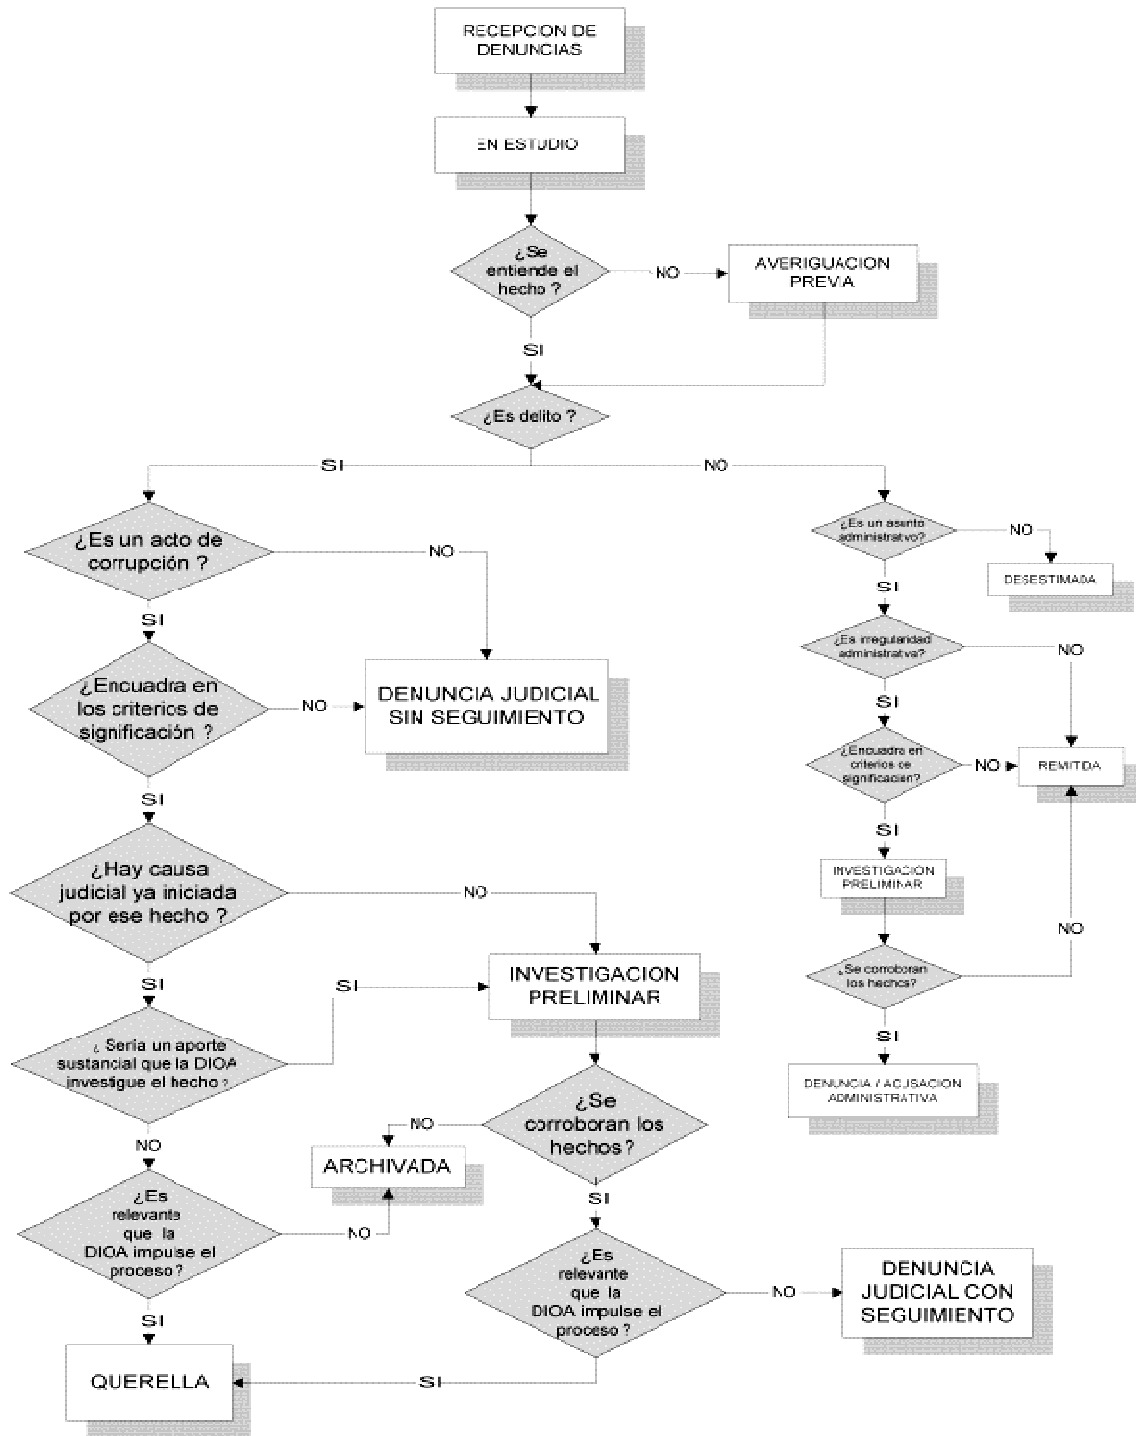 RECEPCION DE
DENUNCIAS
EN ESTUDIO
¿Se
entiende el
hecho ?
NO
AVERIGUACION
PREVIA
SI
¿Es delito ?
SI
NO
¿Es un acto de
corrupción ?
NO
¿Es un asunto
administrativo?
NO
DESESTIMADA
SI
SI
¿Encuadra en
los criterios de
significación ?
NO
DENUNCIA JUDICIAL
SIN SEGUIMIENTO
¿Es irregularidad
administrativa?
NO
SI
¿Encuadra en
criterios de
significación?
NO
REMITIDA
SI
SI
¿Hay causa
judicial ya iniciada
por ese hecho ?
NO
INVESTIGACION
PRELIMINAR
NO
SI
SI
INVESTIGACION
PRELIMINAR
¿Se corroboran
los hechos?
¿ Sería un aporte
sustancial que la DIOA
investigue el hecho ?
SI
DENUNCIA / ACUSACION
ADMINISTRATIVA
¿Se
corroboran los
hechos?
NO
NO
ARCHIVADA
¿Es
relevante
que la
DIOA impulse el
proceso?
NO
SI
¿Es
relevante
que la
DIOA impulse el
proceso ?
NO
DENUNCIA
JUDICIAL CON
SEGUIMIENTO
SI
QUERELLA
SI